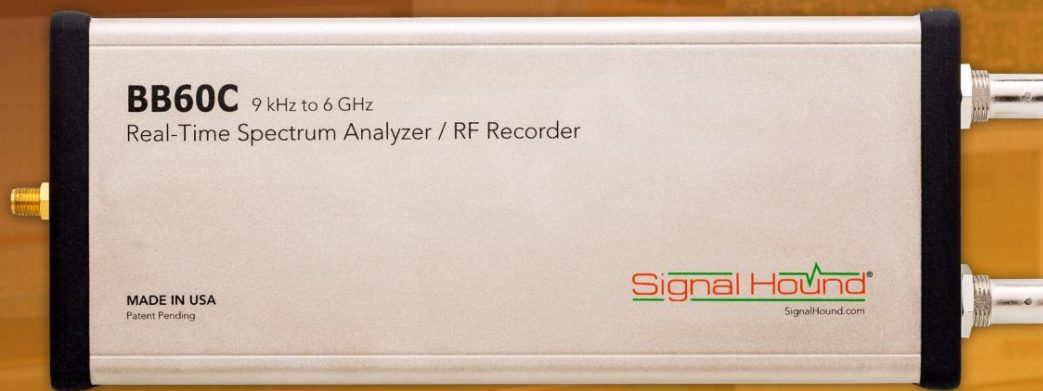 BB60C 9 kHz to 6 GHz
Real-Time Spectrum Analyzer / RF Recorder
MADE IN USA
Patent Pending
Signal Hound®
SignalHound.com